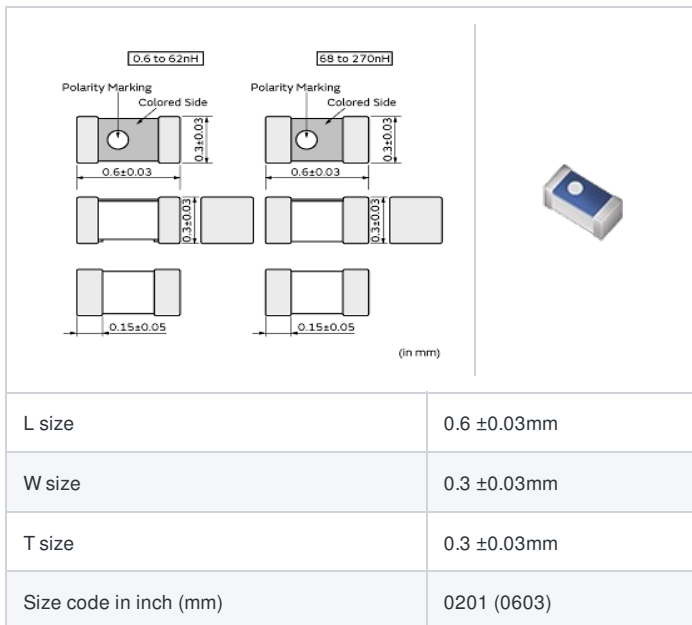 0.6 to 62nH
68 to 270nH
Polarity Marking
Colored Side
0.3±0.03
0.6±0.03
Polarity Marking
Colored Side
0.3±0.03
0.6±0.03
0.3±0.03
0.3±0.03
0.15±0.05
0.15±0.05
(in mm)
L size 0.6 ±0.03mm
W size 0.3 ±0.03mm
T size 0.3 ±0.03mm
Size code in inch (mm) 0201 (0603)